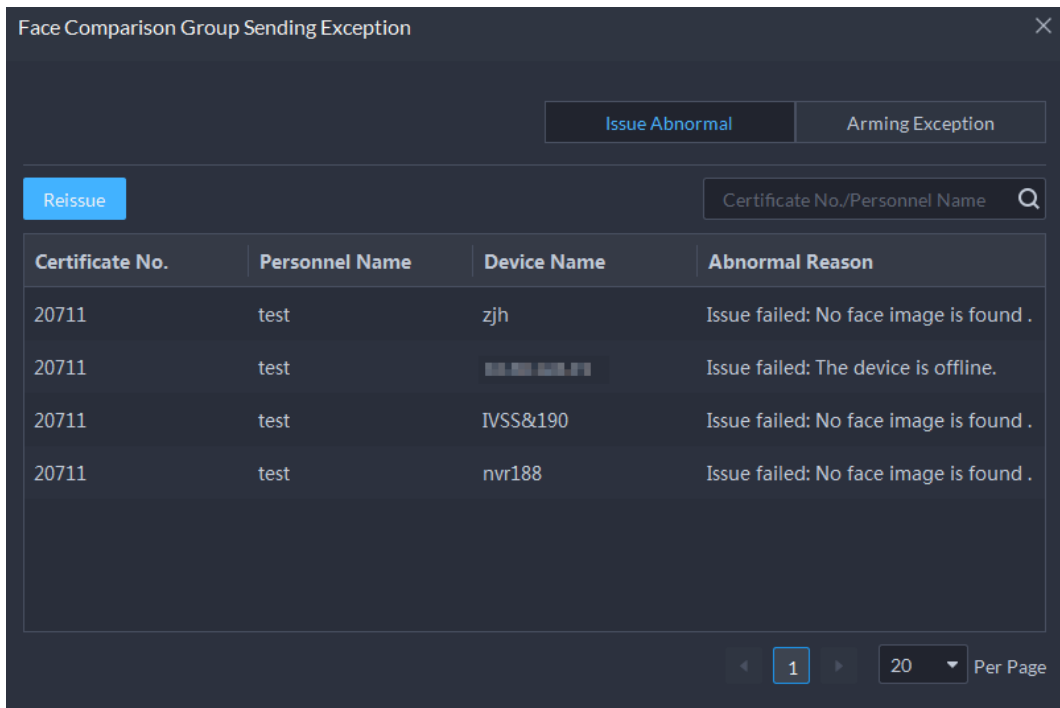 Face Comparison Group Sending Exception
Issue Abnormal Arming Exception
Reissue Certificate No./Personnel Name
Certificate No. Personnel Name Device Name Abnormal Reason
20711 test zjh Issue failed: No face image is found .
20711 test Issue failed: The device is offline.
20711 test IVSS&190 Issue failed: No face image is found .
20711 test nvr188 Issue failed: No face image is found .
1 20 Per Page